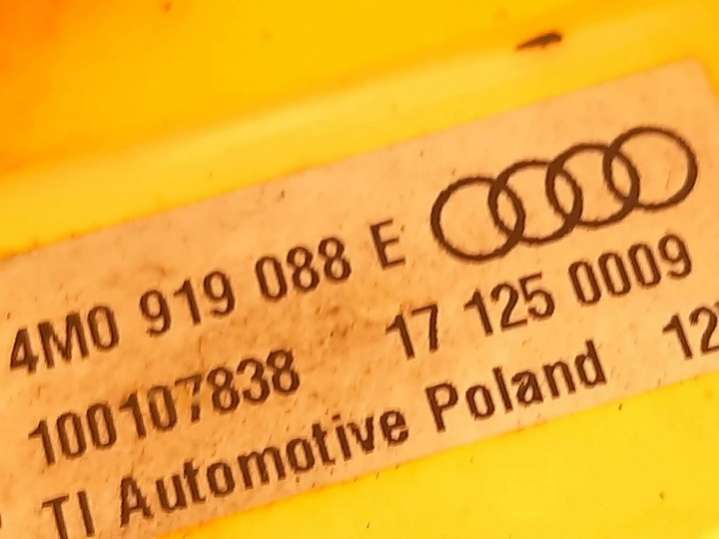 4M0 919 088 E
100107838 17 125 0009
TI Automotive Poland